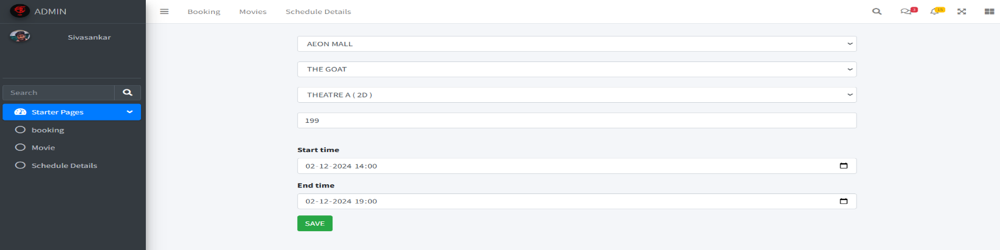 ADMIN
Booking Movies Schedule Details
3
15
Sivasankar
Search
Starter Pages
booking
Movie
Schedule Details
AEON MALL
THE GOAT
THEATRE A ( 2D )
199
Start time
02-12-2024 14:00
End time
02-12-2024 19:00
SAVE